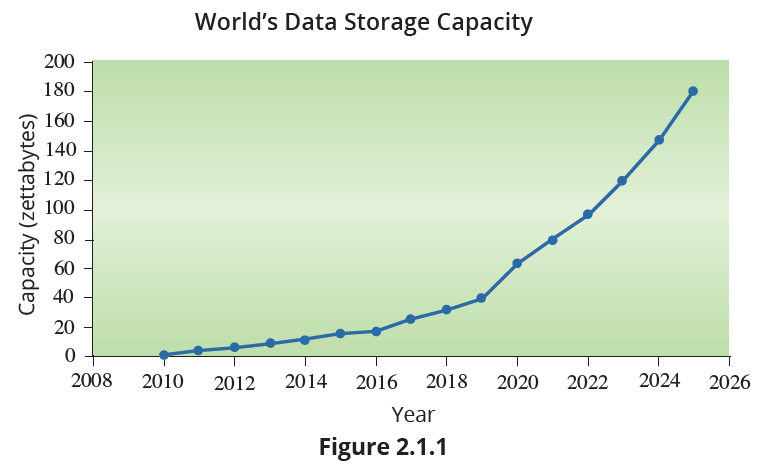 World's Data Storage Capacity
200
180
160
140
120
100
80
60
40
20
0
Capacity (zettabytes)
2008 2010 2012 2014 2016 2018 2020 2022 2024 2026
Year
Figure 2.1.1